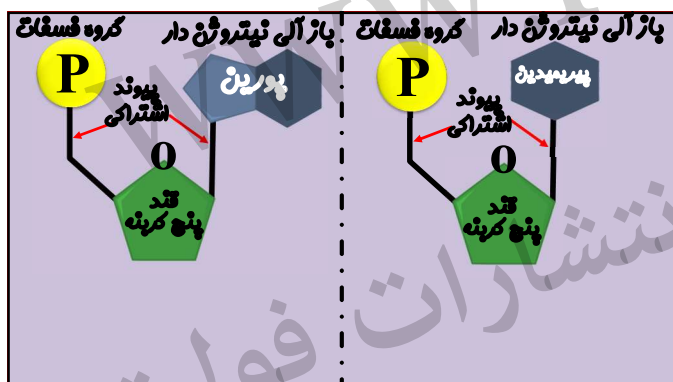 باز آلی نیتروژن دار
گروه فسفات
P
پیریمیدین
پیوند
اشتراکی
O
قند
پنج کربنه
باز آلی نیتروژن دار
گروه فسفات
P
پورین
پیوند
اشتراکی
O
قند
پنج کربنه
WWW
انتشارات